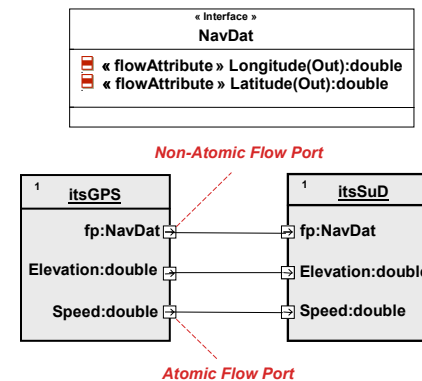 « Interface »
NavDat
« flowAttribute » Longitude(Out):double
« flowAttribute » Latitude(Out):double
Non-Atomic Flow Port
1 itsGPS
1 itsSuD
fp:NavDat
fp:NavDat
Elevation:double
Elevation:double
Speed:double
Speed:double
Atomic Flow Port